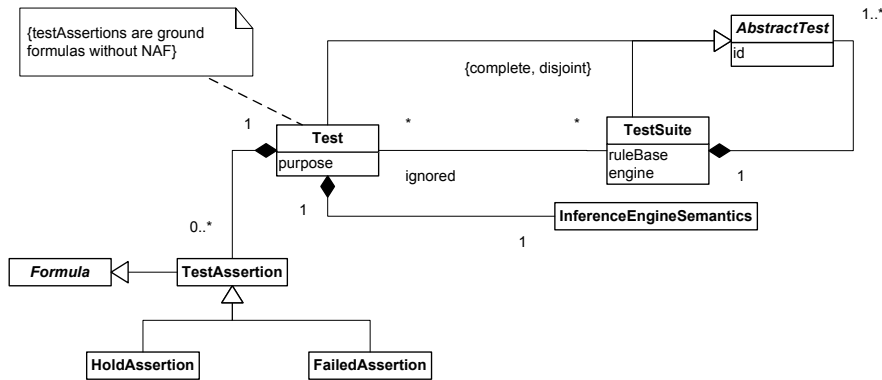 {testAssertions are ground
formulas without NAF}
1..*
AbstractTest
id
{complete, disjoint}
1
Test
purpose
*
*
TestSuite
ruleBase
engine
ignored
1
1
InferenceEngineSemantics
1
0..*
Formula
TestAssertion
HoldAssertion
FailedAssertion